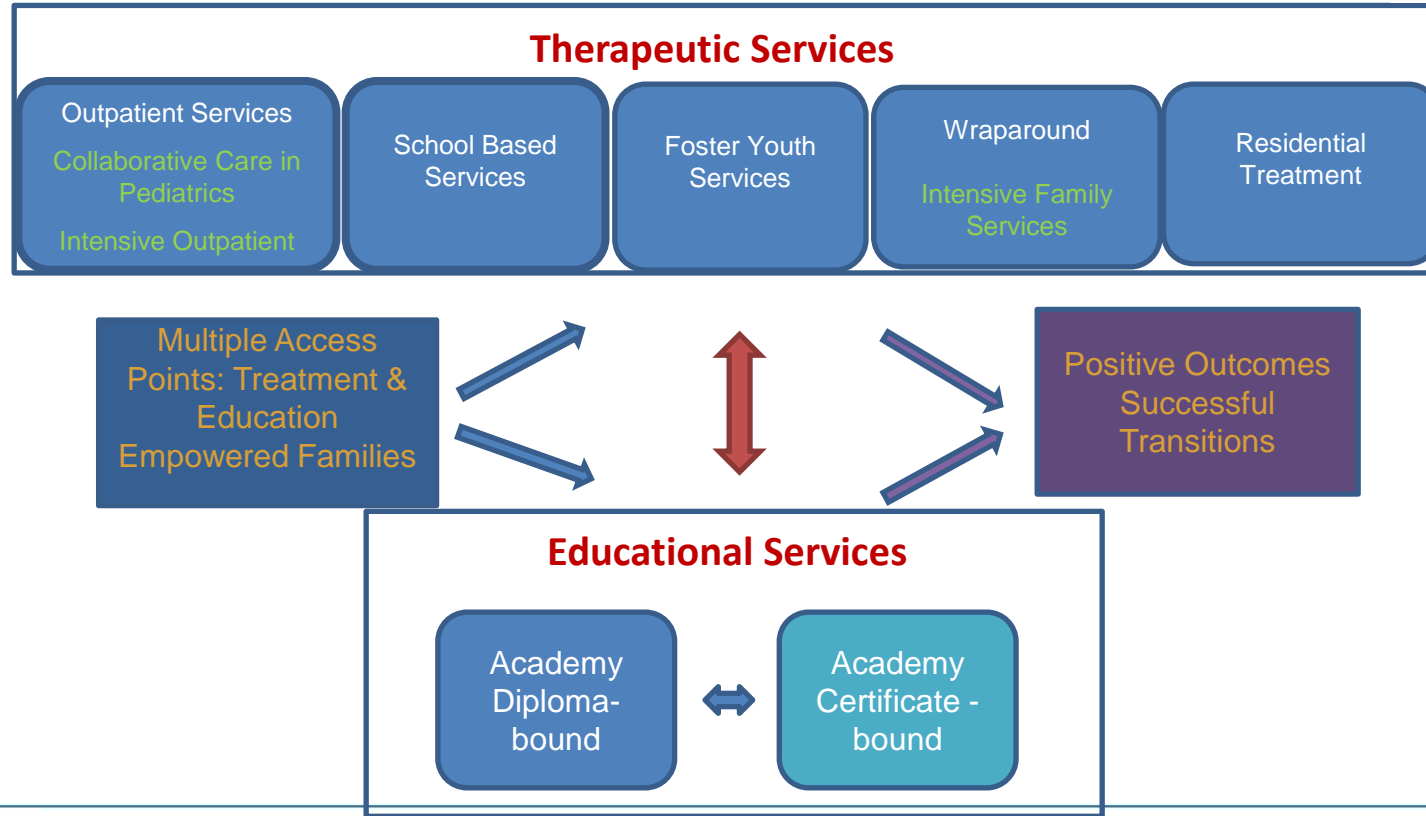 Therapeutic Services
Outpatient Services
Collaborative Care in
Pediatrics
Intensive Outpatient
School Based
Services
Foster Youth
Services
Wraparound
Intensive Family
Services
Residential
Treatment
Multiple Access
Points: Treatment &
Education
Empowered Families
Positive Outcomes
Successful
Transitions
Educational Services
Academy
Diploma-
bound
Academy
Certificate -
bound